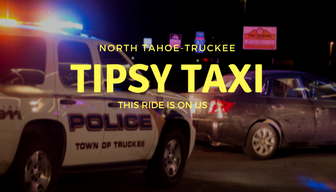 NORTH TAHOE-TRUCKEE
TIPSY TAXI
THIS RIDE IS ON US
POLICE
TOWN OF TRUCKEE